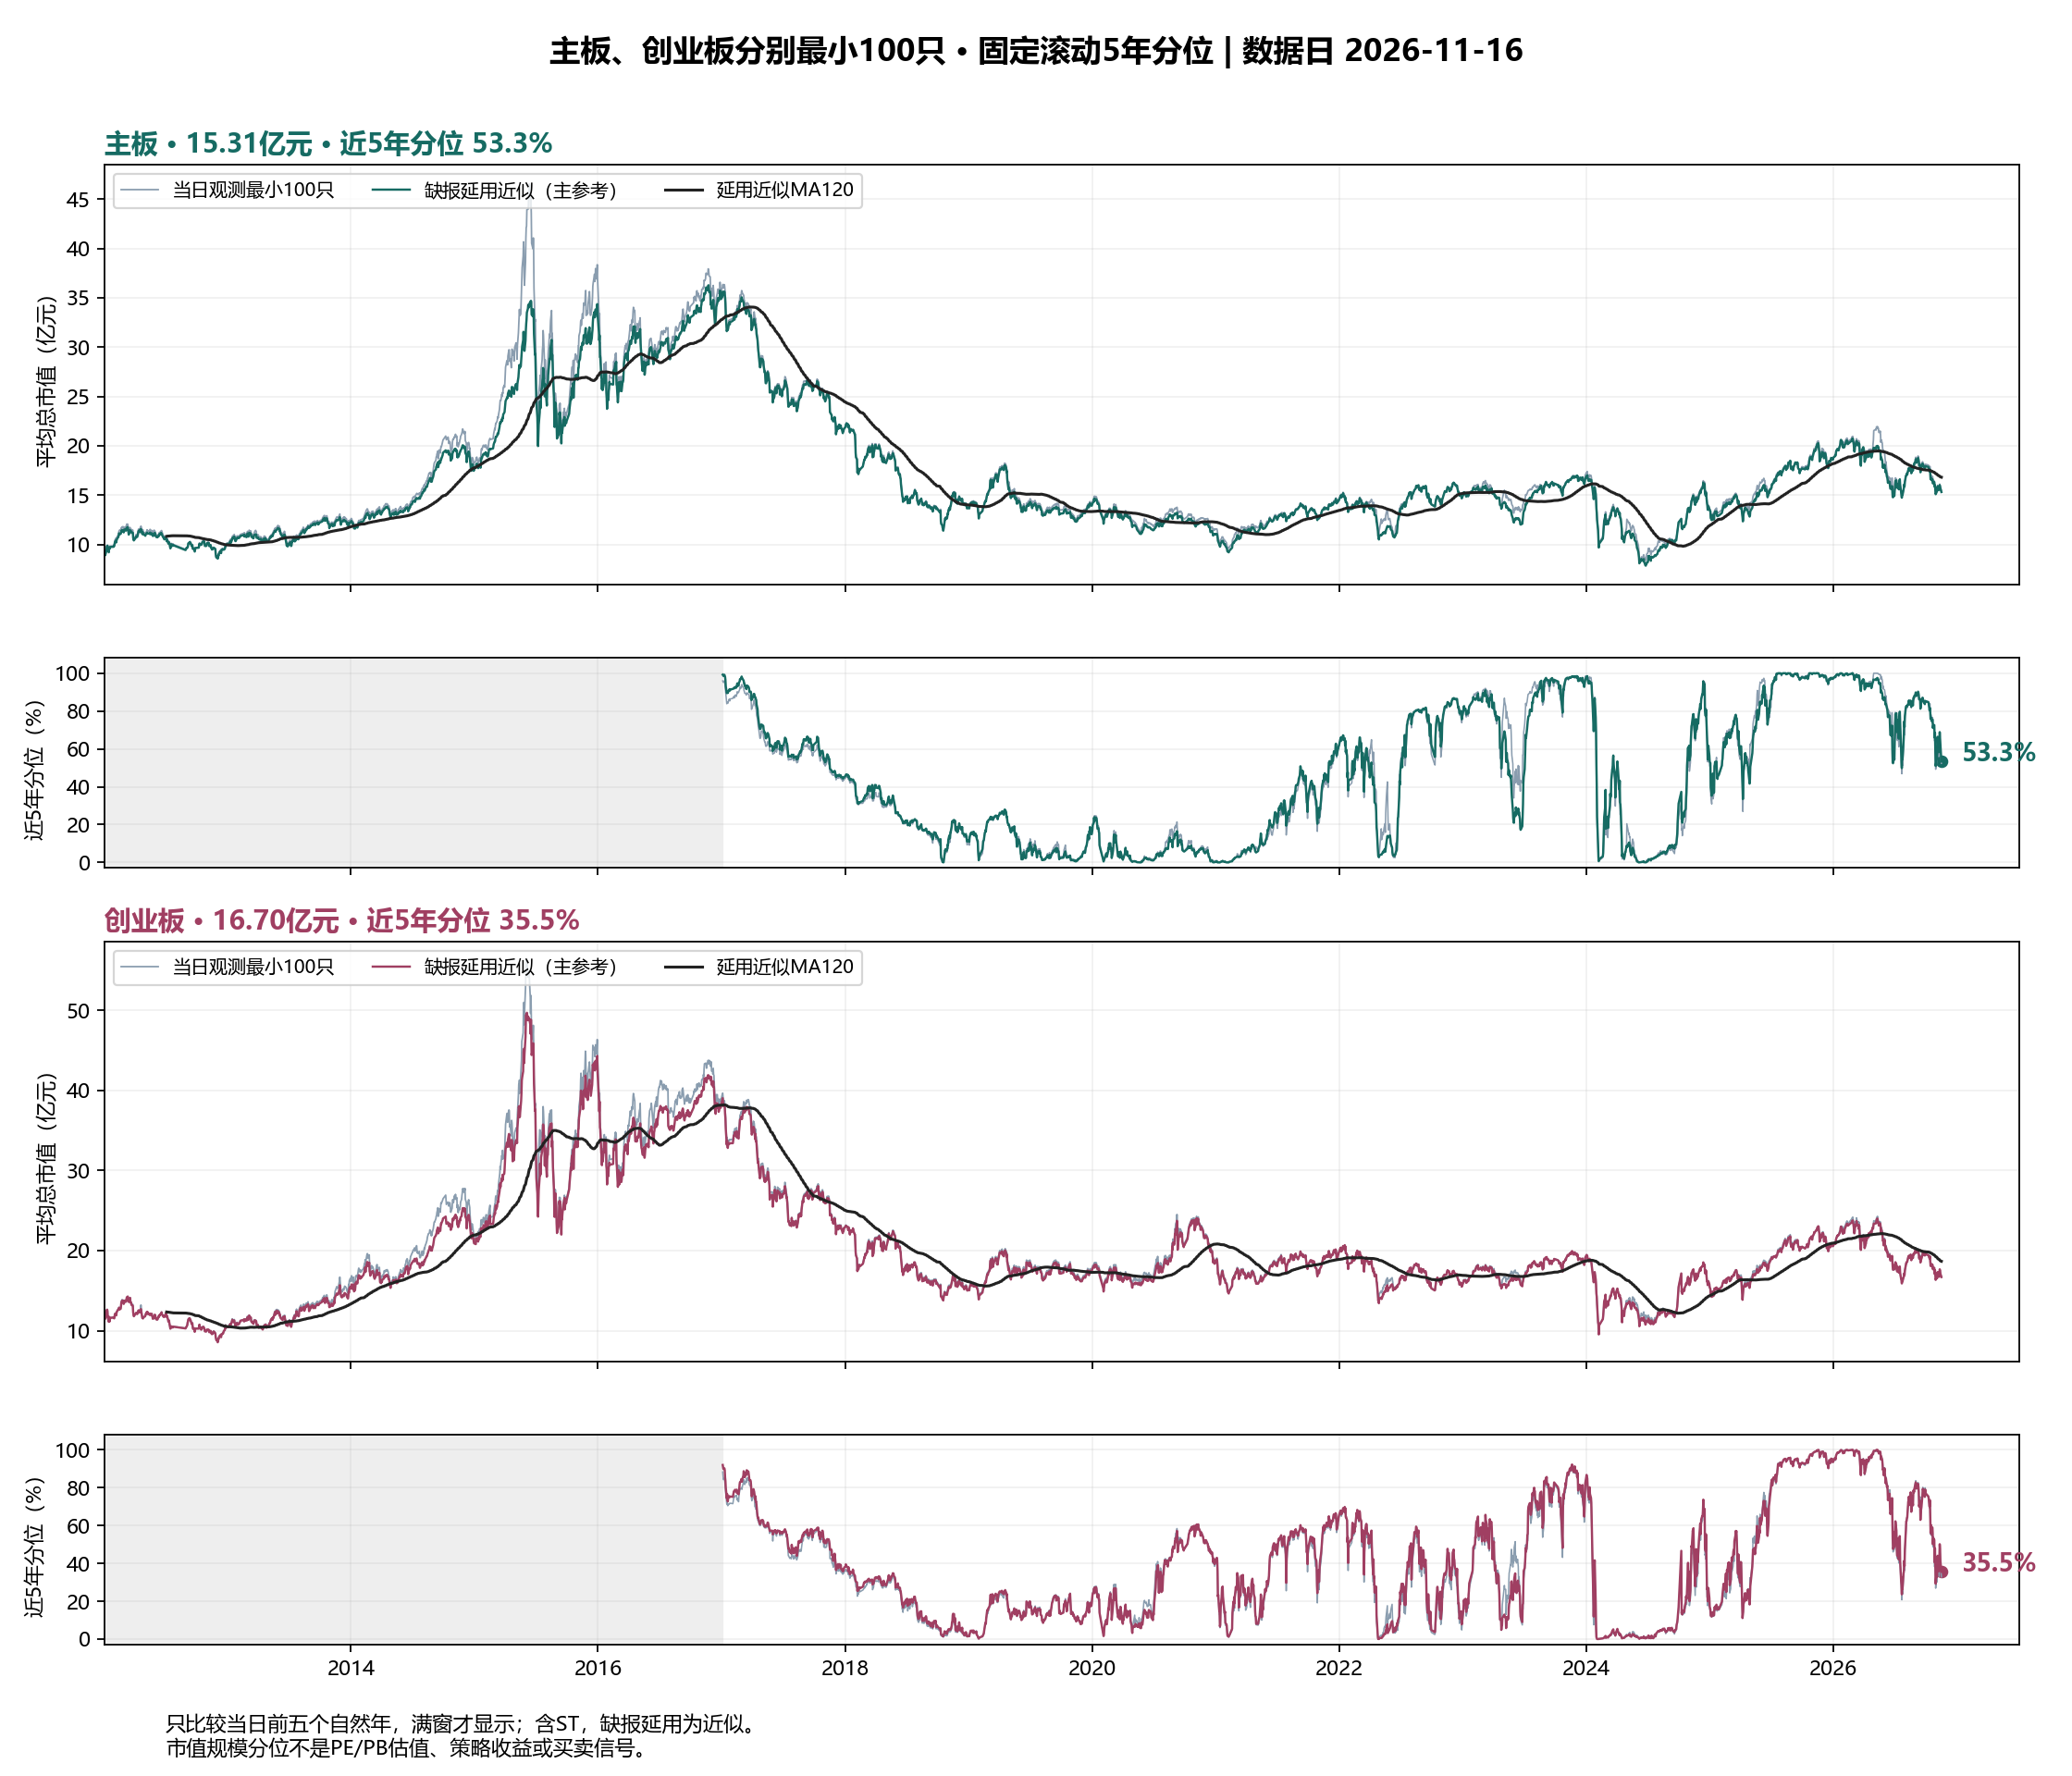 主板、创业板分别最小100只 • 固定滚动5年分位 | 数据日 2026-11-16
主板 • 15.31亿元 • 近5年分位 53.3%
当日观测最小100只 缺报延用近似（主参考） 延用近似MA120
平均总市值（亿元）
45
40
35
30
25
20
15
10
近5年分位（%）
100
80
60
40
20
0
53.3%
创业板 • 16.70亿元 • 近5年分位 35.5%
当日观测最小100只 缺报延用近似（主参考） 延用近似MA120
平均总市值（亿元）
50
40
30
20
10
近5年分位（%）
100
80
60
40
20
0
35.5%
2014 2016 2018 2020 2022 2024 2026
只比较当日前五个自然年，满窗才显示；含ST，缺报延用为近似。
市值规模分位不是PE/PB估值、策略收益或买卖信号。